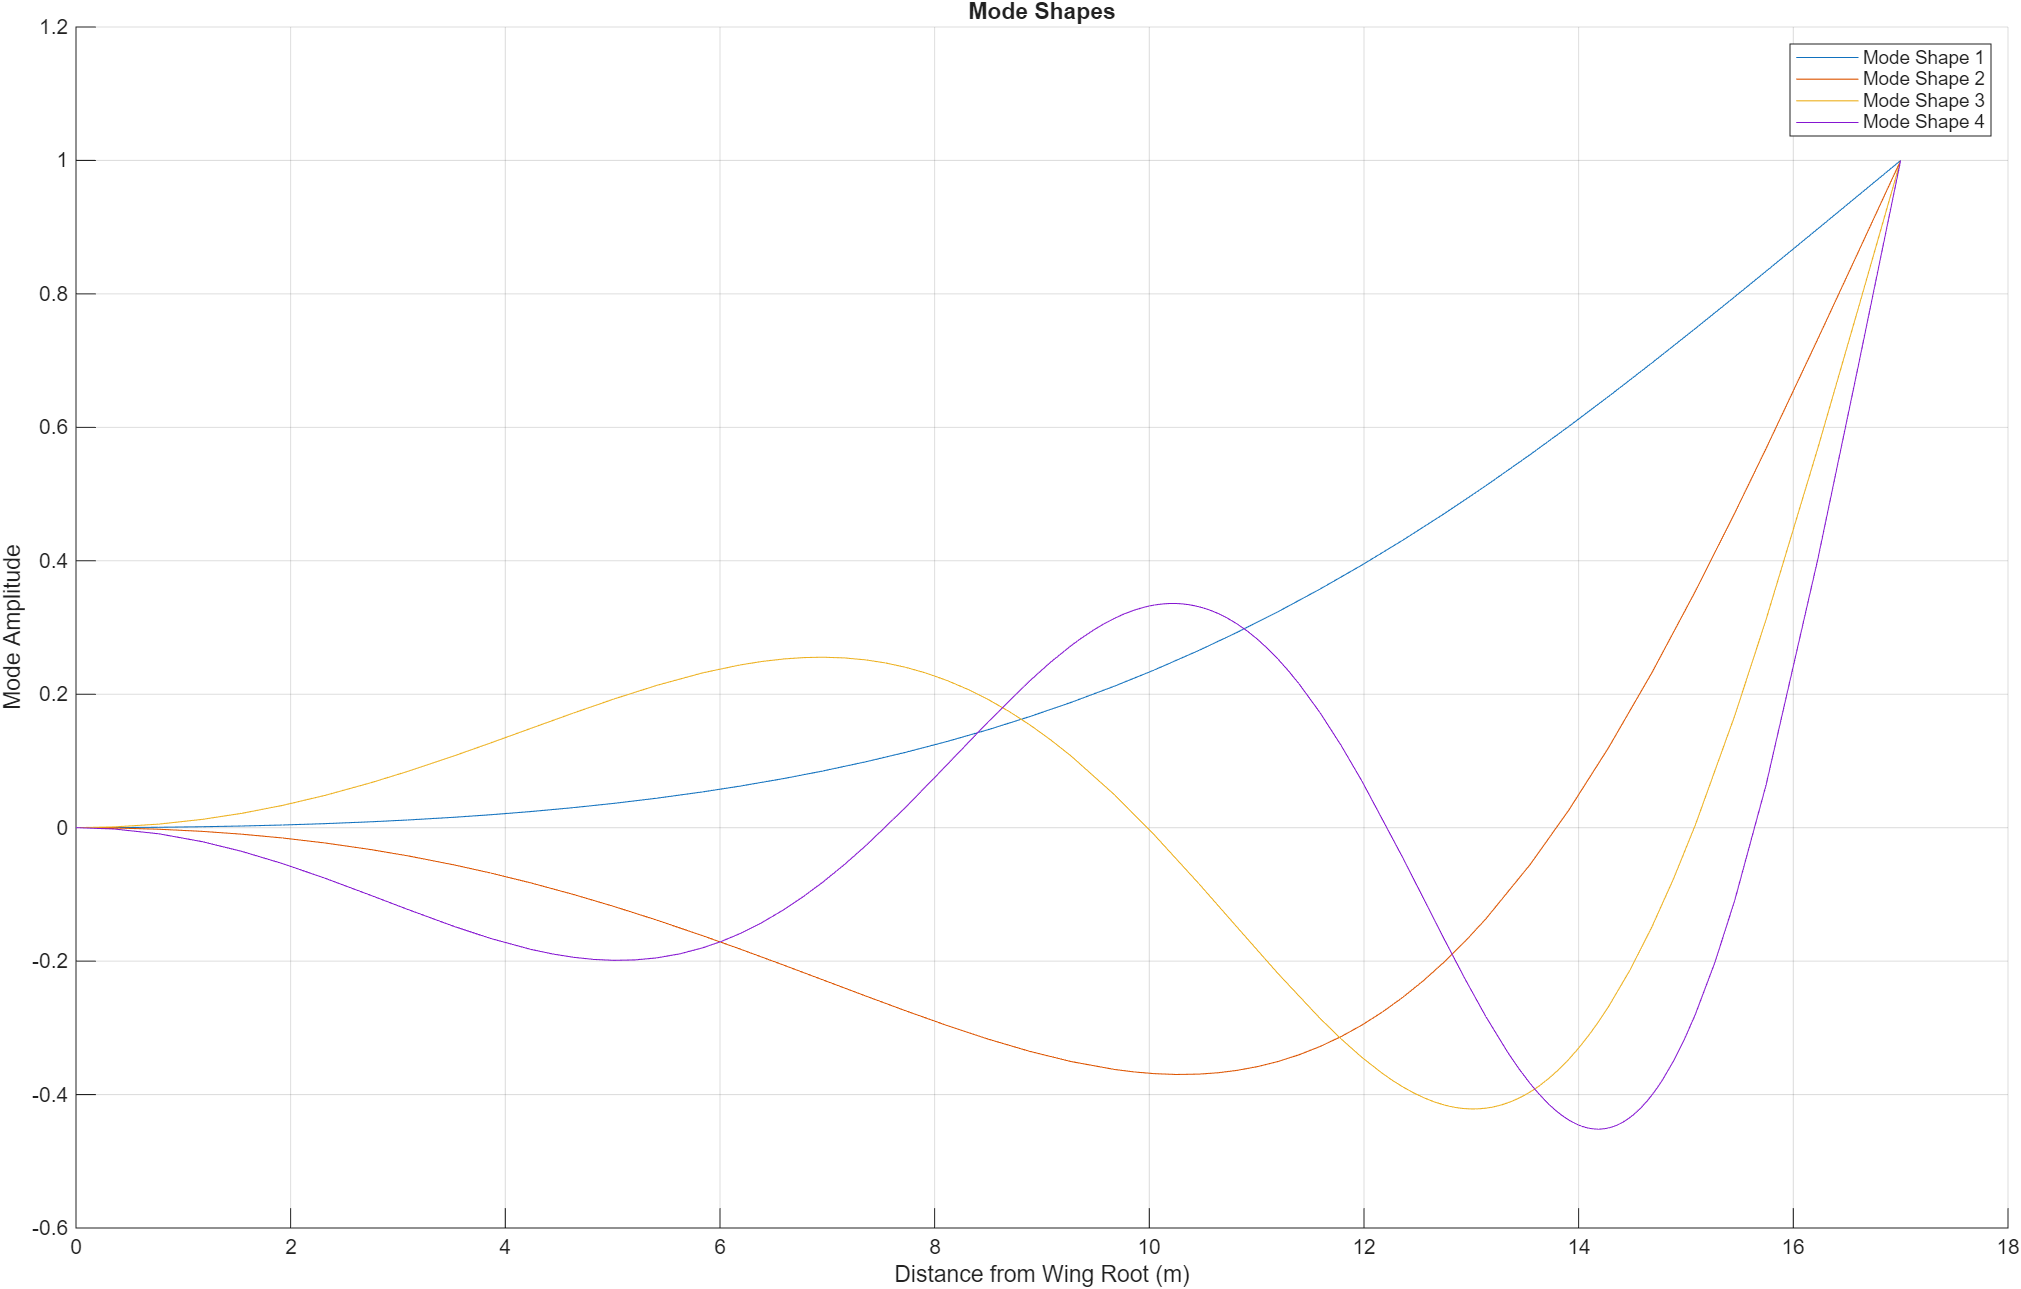 Mode Shapes
Mode Shape 1
Mode Shape 2
Mode Shape 3
Mode Shape 4
1.2
1
0.8
0.6
0.4
0.2
0
-0.2
-0.4
-0.6
Mode Amplitude
0 2 4 6 8 10 12 14 16 18
Distance from Wing Root (m)